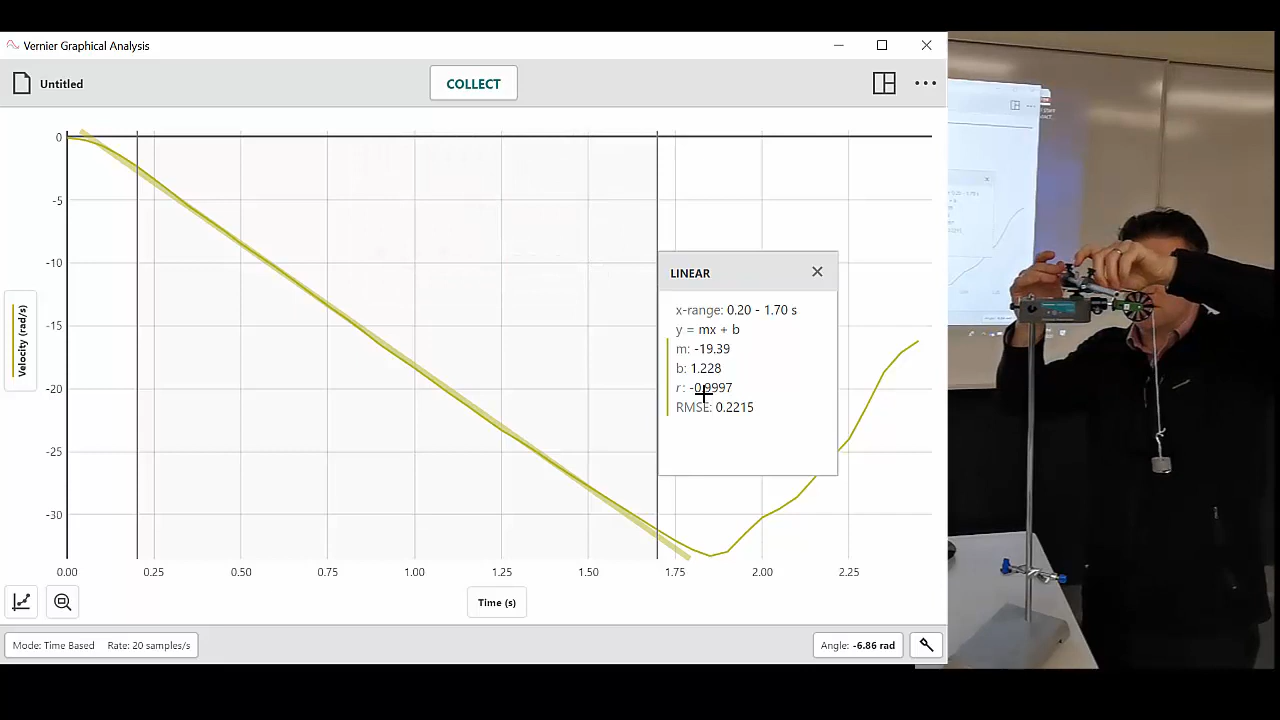 Vernier Graphical Analysis
Untitled
COLLECT
0
-5
-10
-15
-20
-25
-30
Velocity (rad/s)
LINEAR
x-range: 0.20 - 1.70 s
y = mx + b
m: -19.39
b: 1.228
r: -0.9997
RMSE: 0.2215
0.00 0.25 0.50 0.75 1.00 1.25 1.50 1.75 2.00 2.25
Time (s)
Mode: Time Based Rate: 20 samples/s
Angle: -6.86 rad